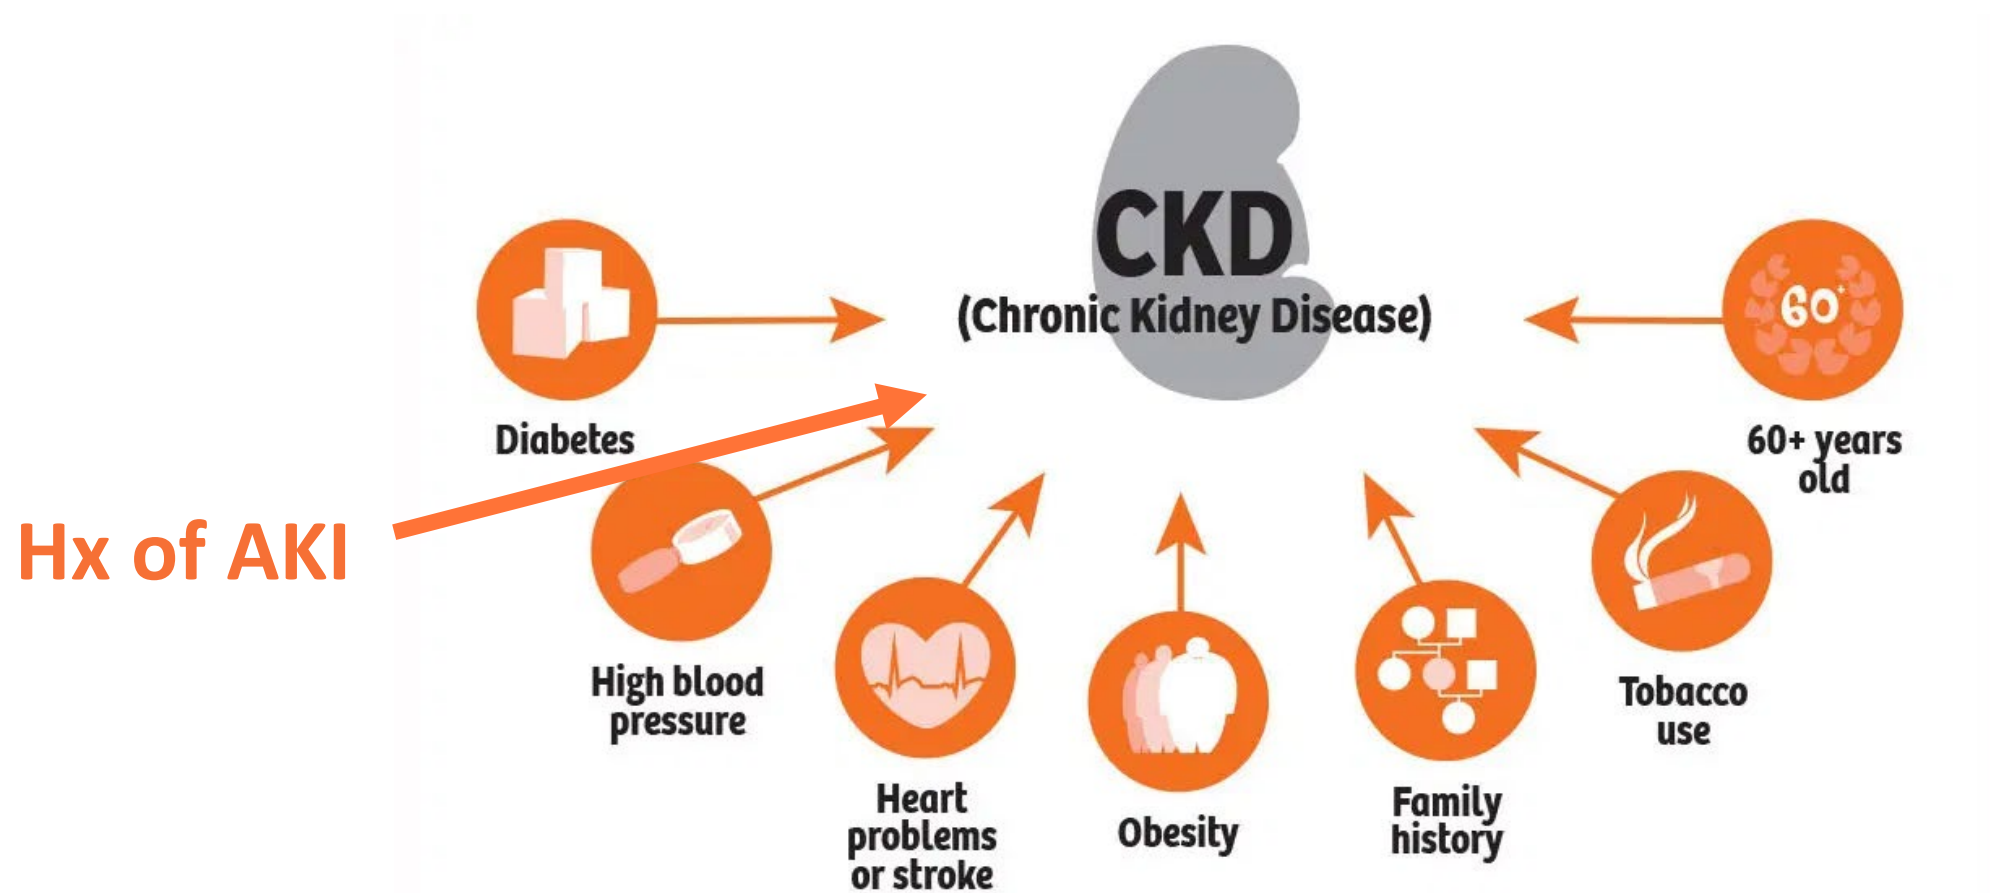 CKD
(Chronic Kidney Disease)
Diabetes
60+
60+ years
old
Hx of AKI
High blood
pressure
Tobacco
use
Heart
problems
or stroke
Obesity
Family
history